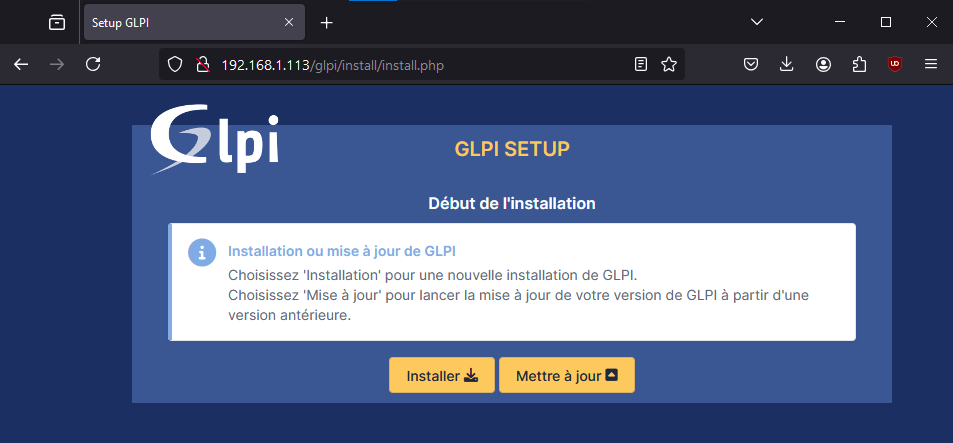 Setup GLPI
192.168.1.113/glpi/install/install.php
Glpi
GLPI SETUP
Début de l'installation
Installation ou mise à jour de GLPI
Choisissez 'Installation' pour une nouvelle installation de GLPI.
Choisissez 'Mise à jour' pour lancer la mise à jour de votre version de GLPI à partir d'une
version antérieure.
Installer
Mettre à jour